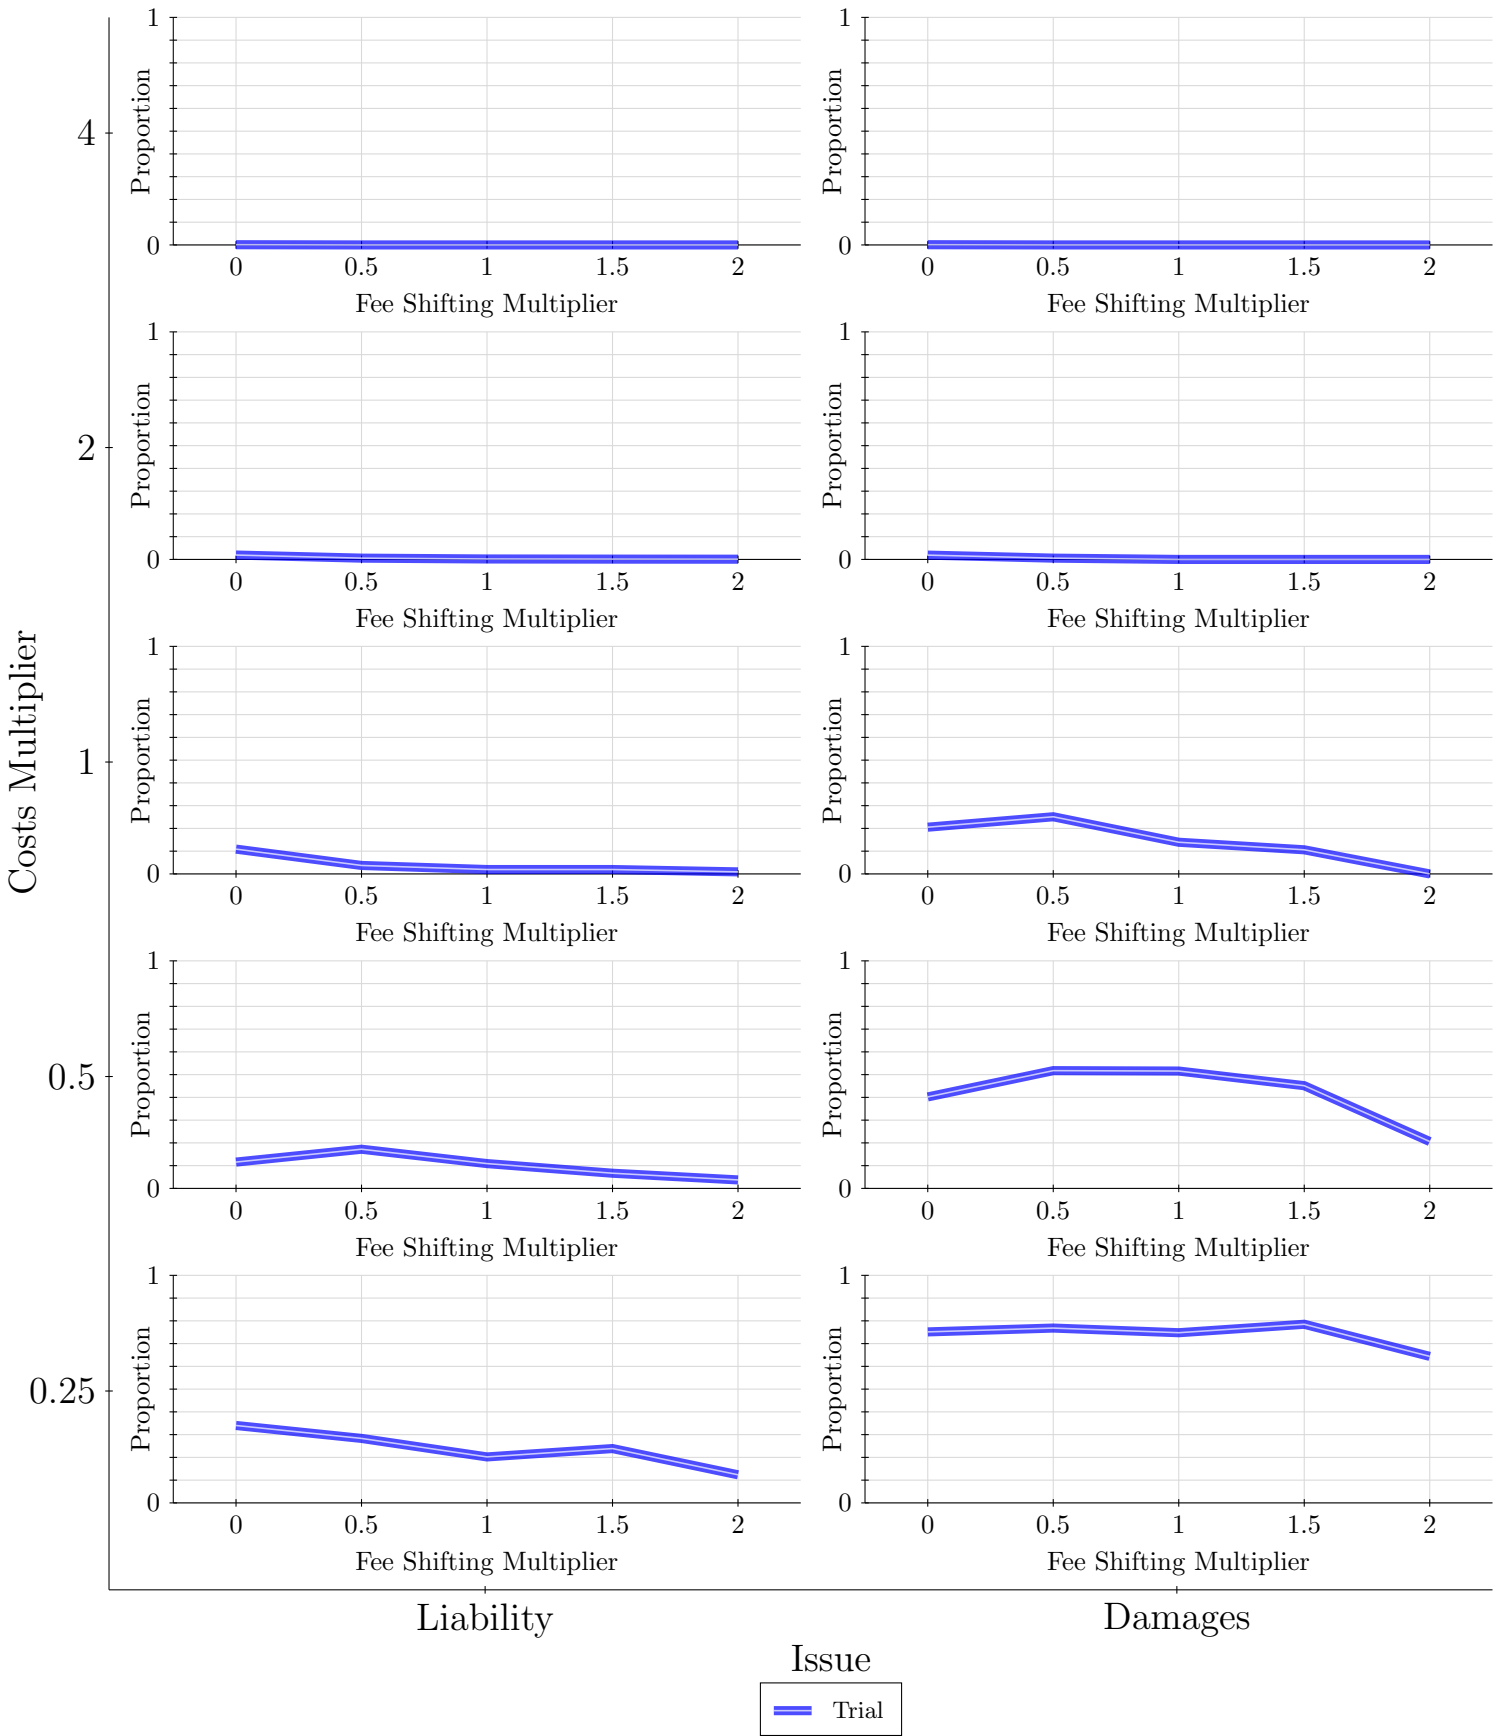 Costs Multiplier
4
1
0
Proportion
0 0.5 1 1.5 2
Fee Shifting Multiplier
1
0
Proportion
0 0.5 1 1.5 2
Fee Shifting Multiplier
2
1
0
Proportion
0 0.5 1 1.5 2
Fee Shifting Multiplier
1
0
Proportion
0 0.5 1 1.5 2
Fee Shifting Multiplier
1
1
0
Proportion
0 0.5 1 1.5 2
Fee Shifting Multiplier
1
0
Proportion
0 0.5 1 1.5 2
Fee Shifting Multiplier
0.5
1
0
Proportion
0 0.5 1 1.5 2
Fee Shifting Multiplier
1
0
Proportion
0 0.5 1 1.5 2
Fee Shifting Multiplier
0.25
1
0
Proportion
0 0.5 1 1.5 2
Fee Shifting Multiplier
1
0
Proportion
0 0.5 1 1.5 2
Fee Shifting Multiplier
Liability
Damages
Issue
Trial